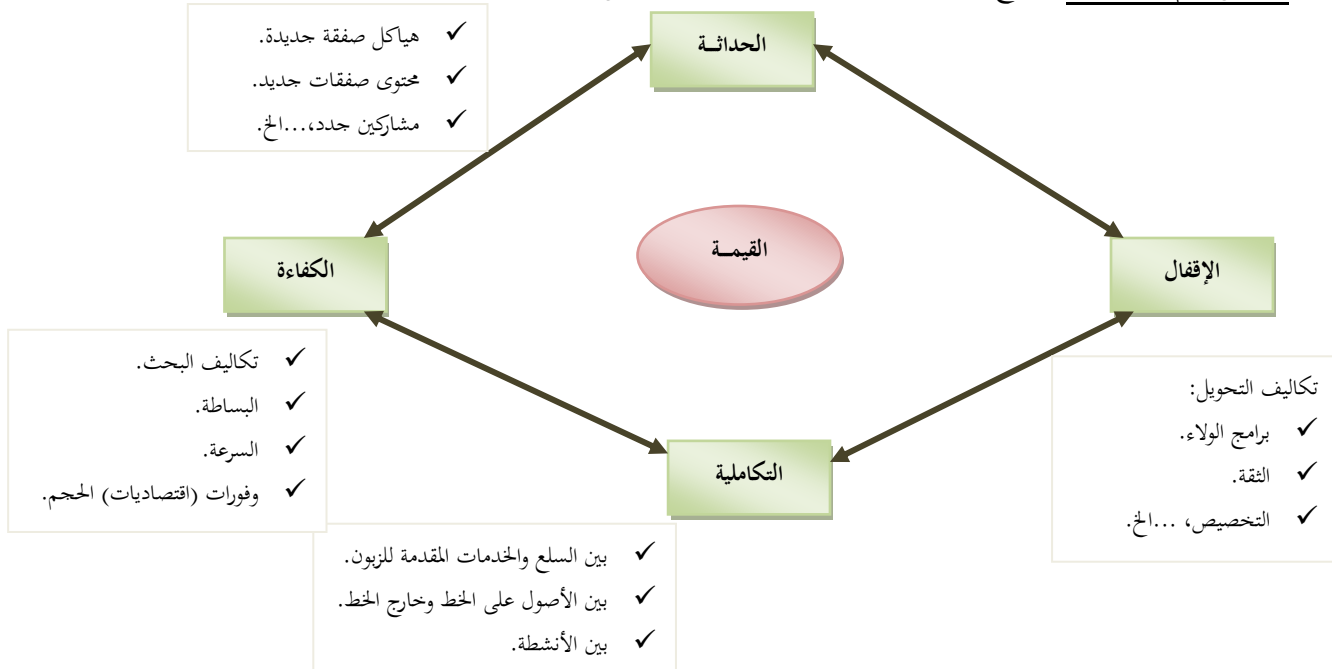 الحداثــة
✓ هياكل صفقة جديدة.
✓ محتوى صفقات جديد.
✓ مشاركين جدد،...الخ.
القيمــة
الإقفال
الكفاءة
تكاليف التحويل:
✓ برامج الولاء.
✓ الثقة.
✓ التخصيص، ...الخ.
✓ تكاليف البحث.
✓ البساطة.
✓ السرعة.
✓ وفورات (اقتصاديات) الحجم.
التكاملية
✓ بين السلع والخدمات المقدمة للزبون.
✓ بين الأصول على الخط وخارج الخط.
✓ بين الأنشطة.